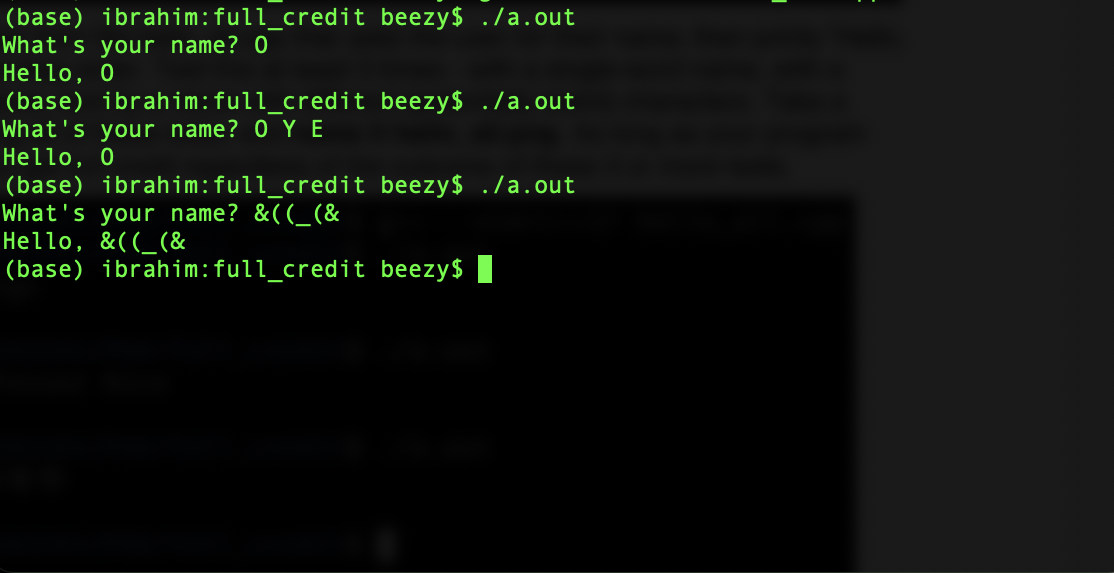 (base) ibrahim:full_credit beezy$ ./a.out
What's your name? O
Hello, O
(base) ibrahim:full_credit beezy$ ./a.out
What's your name? O Y E
Hello, O
(base) ibrahim:full_credit beezy$ ./a.out
What's your name? &((_(&
Hello, &((_(&
(base) ibrahim:full_credit beezy$